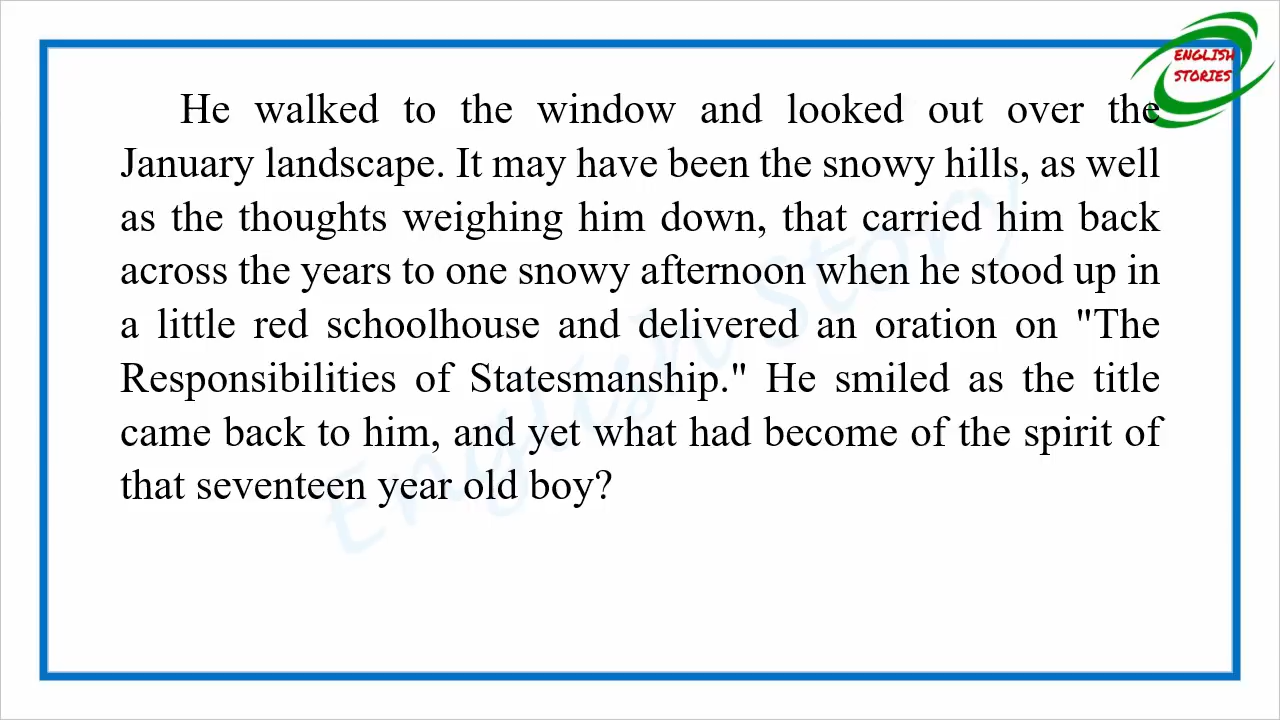 ENGLISH
STORIES
He walked to the window and looked out over the
January landscape. It may have been the snowy hills, as well
as the thoughts weighing him down, that carried him back
across the years to one snowy afternoon when he stood up in
a little red schoolhouse and delivered an oration on "The
Responsibilities of Statesmanship." He smiled as the title
came back to him, and yet what had become of the spirit of
that seventeen year old boy?
English Story